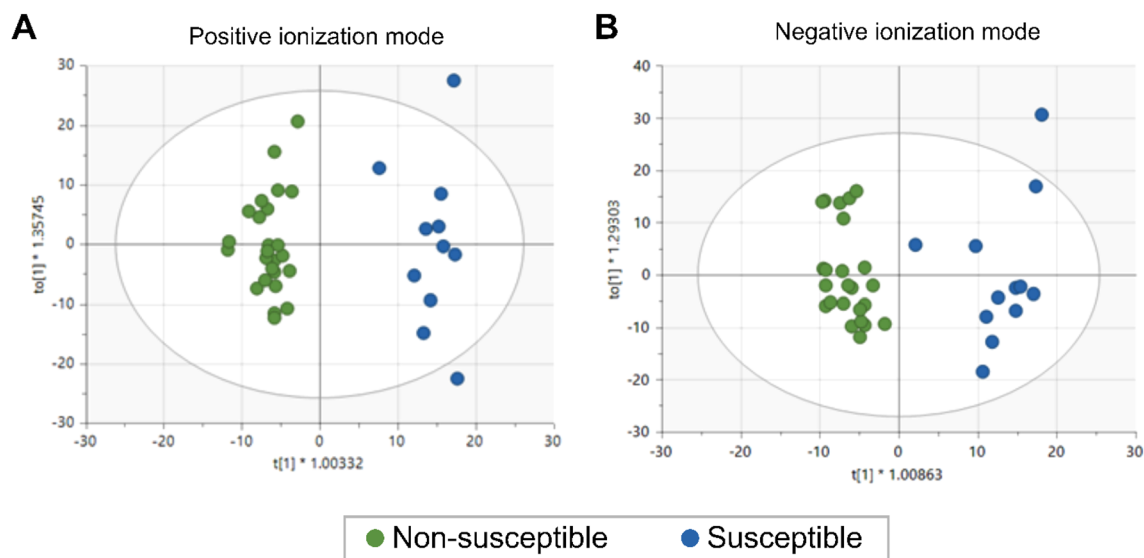 A
Positive ionization mode
30
20
10
0
-10
-20
-30
-30
-20
-10
0
10
20
30
to[1] * 1.35745
t[1] * 1.00332
B
Negative ionization mode
40
30
20
10
0
-10
-20
-30
-30
-20
-10
0
10
20
30
to[1] * 1.29303
t[1] * 1.00863
Non-susceptible
Susceptible